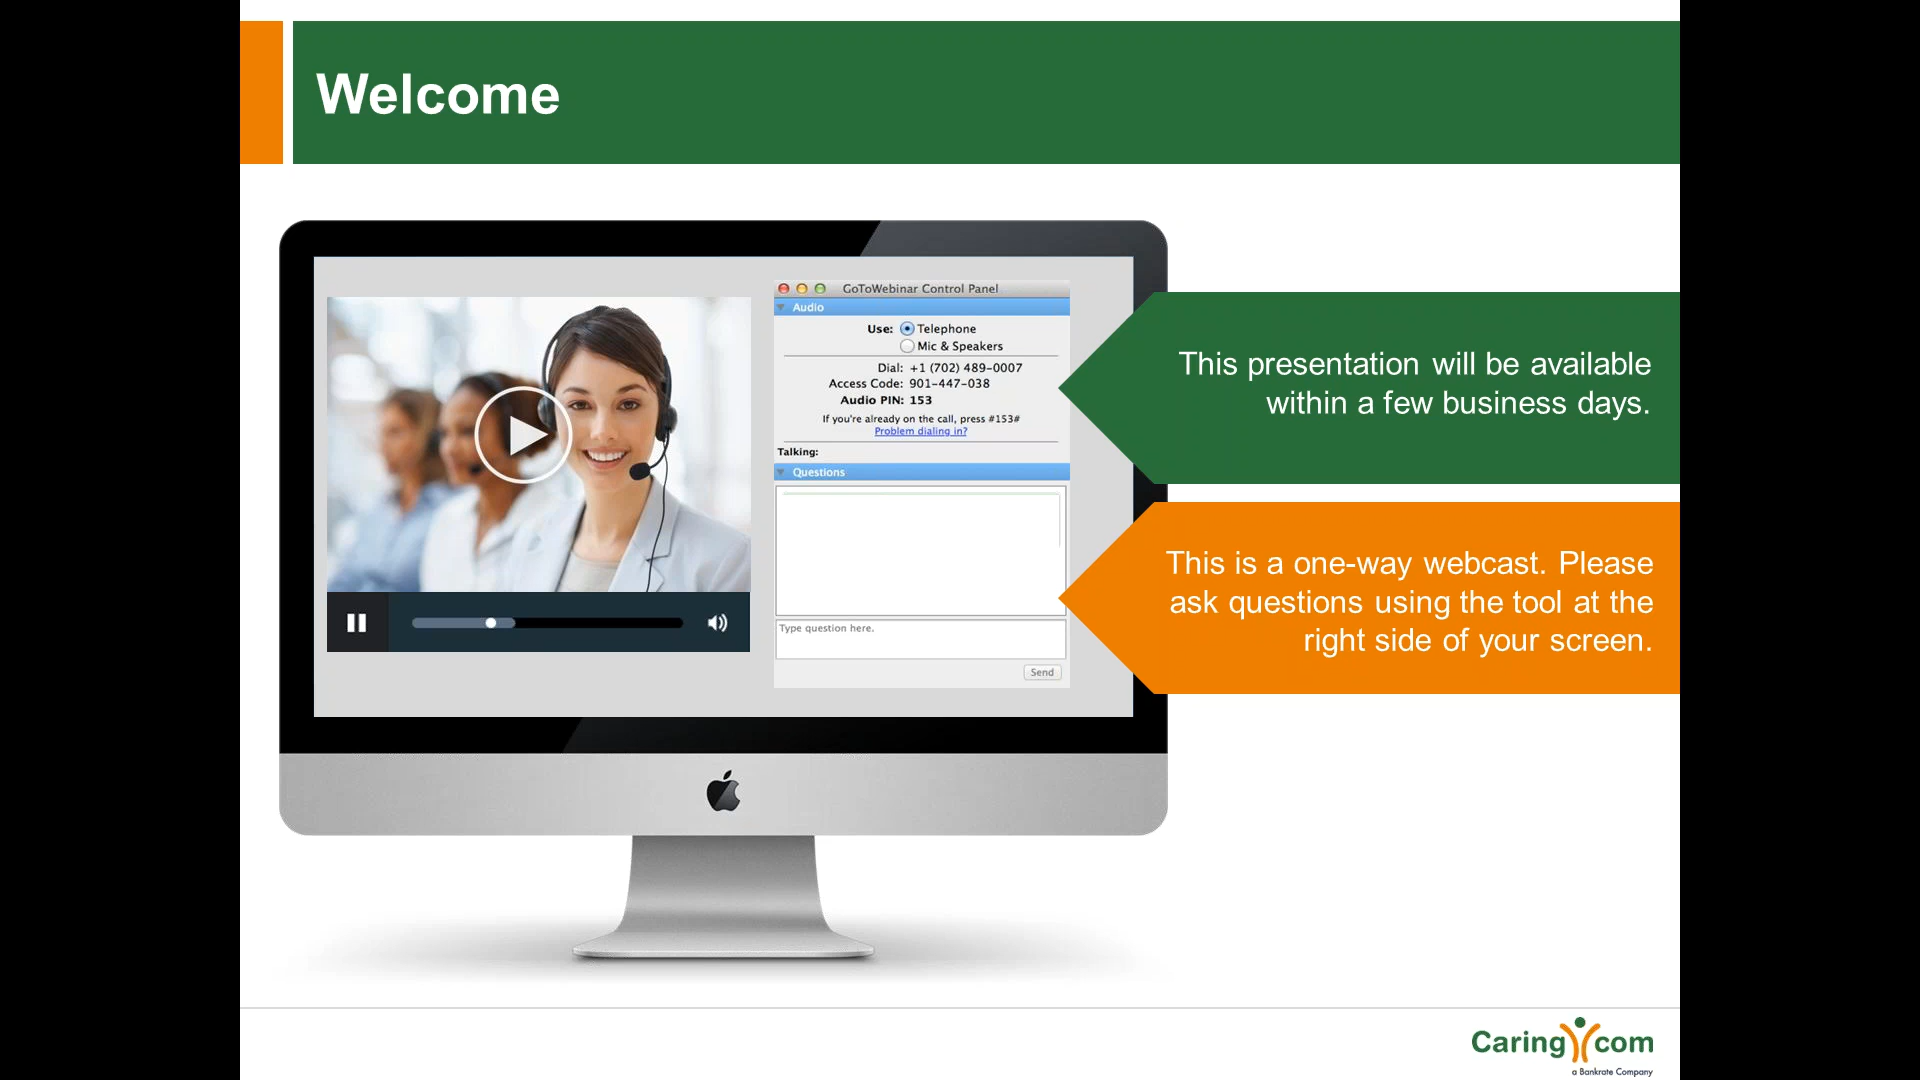 Welcome
GoToWebinar Control Panel
Audio
Use: Telephone
Mic & Speakers
Dial: +1 (702) 489-0007
Access Code: 901-447-038
Audio PIN: 153
If you're already on the call, press #153#
Problem dialing in?
Talking:
Questions
Type question here.
Send
This presentation will be available
within a few business days.
This is a one-way webcast. Please
ask questions using the tool at the
right side of your screen.
Caring com
a Bankrate Company